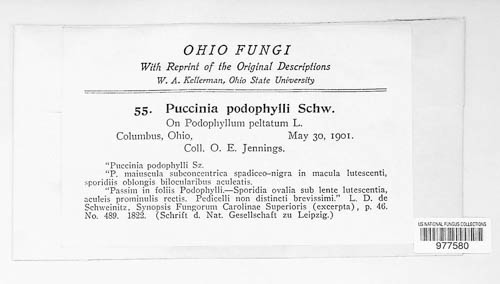 OHIO FUNGI
With Reprint of the Original Descriptions
W. A. Kellerman, Ohio State University
55. Puccinia podophylli Schw.
On Podophyllum peltatum L.
Columbus, Ohio, May 30, 1901.
Coll. O. E. Jennings.
"Puccinia podophylli Sz.
"P. maiuscula subconcentrica spadiceo-nigra in macula lutescenti,
sporidiis oblongis bilocularibus aculeatis.
"Passim in foliis Podophylli.—Sporidia ovalia sub lente lutescentia,
aculeis prominulis rectis. Pedicelli non distincti brevissimi." L. D. de
Schweinitz, Synopsis Fungorum Carolinae Superioris (excerpta), p. 46.
No. 489. 1822. (Schrift d. Nat. Gesellschaft zu Leipzig.)
US NATIONAL FUNGUS COLLECTIONS
977580